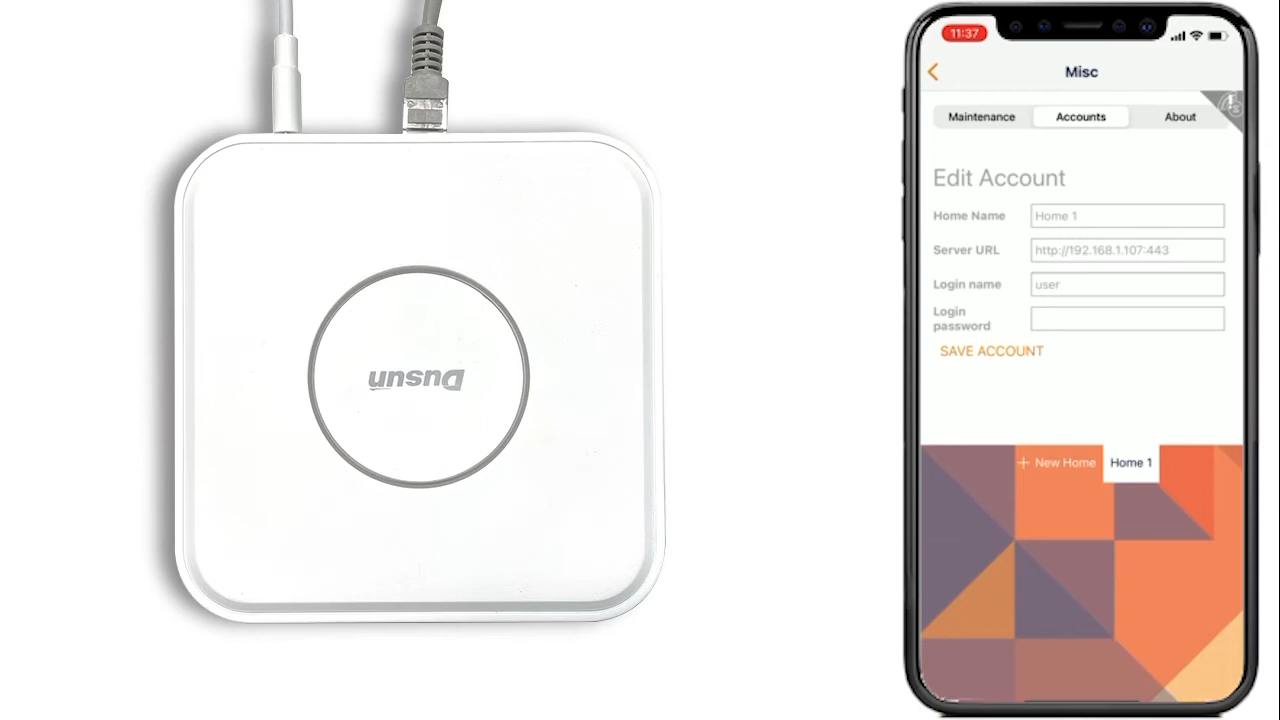 Dusun
11:37
Misc
Maintenance Accounts About
Edit Account
Home Name Home 1
Server URL http://192.168.1.107:443
Login name user
Login
password
SAVE ACCOUNT
+ New Home Home 1